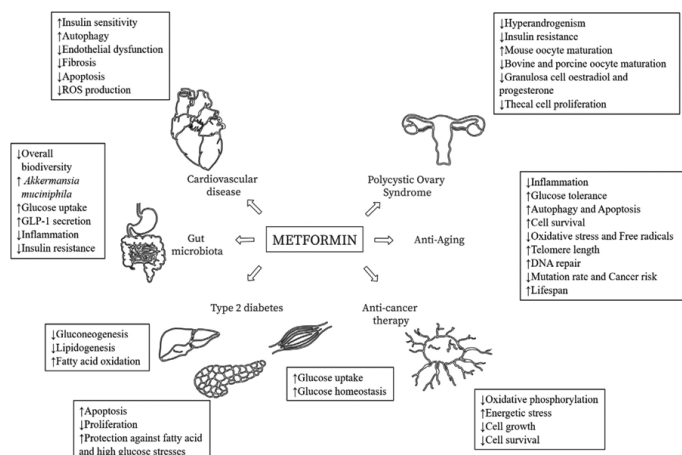 ↑Insulin sensitivity
↑Autophagy
↓Endothelial dysfunction
↓Fibrosis
↓Apoptosis
↓ROS production
↓Hyperandrogenism
↓Insulin resistance
↑Mouse oocyte maturation
↓Bovine and porcine oocyte maturation
↓Granulosa cell oestradiol and
progesterone
↓Thecal cell proliferation
Cardiovascular
disease
Polycystic Ovary
Syndrome
↓Overall
biodiversity
↑ Akkermansia
muciniphila
↑Glucose uptake
↑GLP-1 secretion
↓Inflammation
↓Insulin resistance
Gut
microbiota
METFORMIN
Anti-Aging
↓Inflammation
↑Glucose tolerance
↑Autophagy and Apoptosis
↑Cell survival
↓Oxidative stress and Free radicals
↑Telomere length
↑DNA repair
↓Mutation rate and Cancer risk
↑Lifespan
Type 2 diabetes
Anti-cancer
therapy
↓Gluconeogenesis
↓Lipidogenesis
↑Fatty acid oxidation
↑Glucose uptake
↑Glucose homeostasis
↑Apoptosis
↓Proliferation
↑Protection against fatty acid
and high glucose stresses
↓Oxidative phosphorylation
↑Energetic stress
↓Cell growth
↓Cell survival